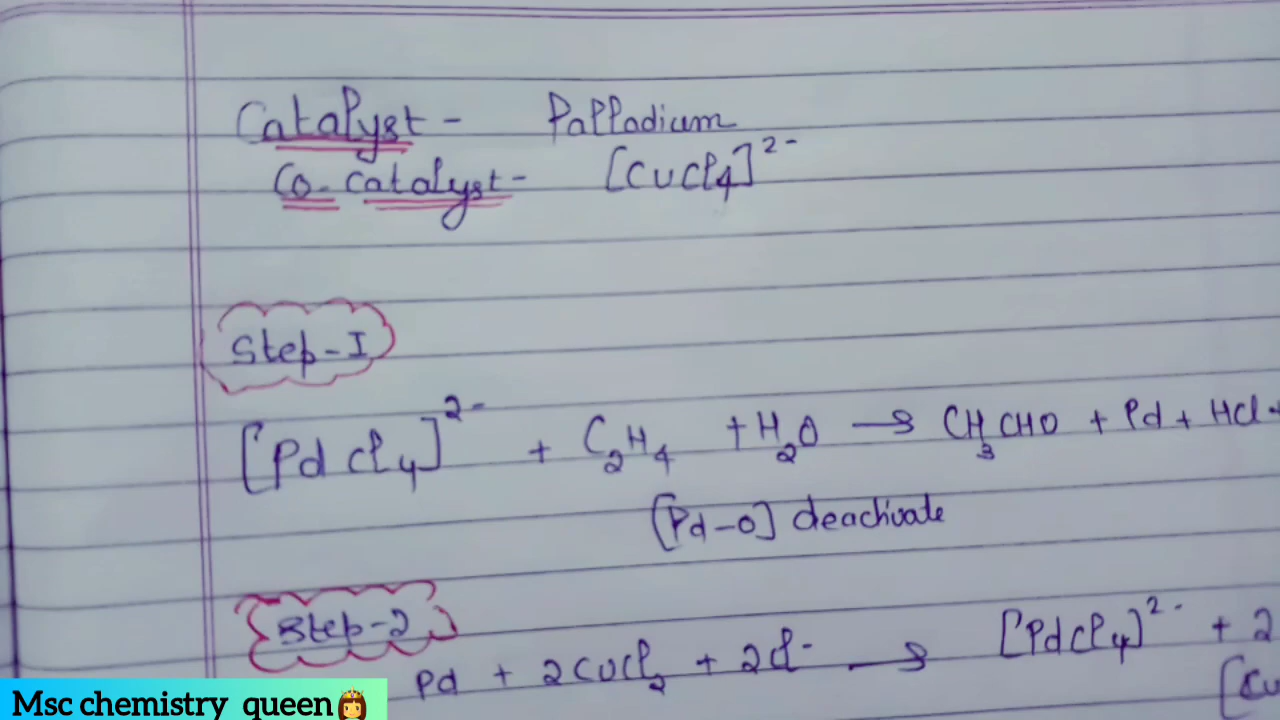 Catalyst - Palladium
Co-catalyst - [CuCl4]²⁻
Step-I
[PdCl₄]²⁻ + C₂H₄ + H₂O → CH₃CHO + Pd + HCl +
[Pd-O] deactivate
Step-2
Pd + 2CuCl₂ + 2Cl⁻ → [PdCl₄]²⁻ + 2
[Cu
Msc chemistry queen👸